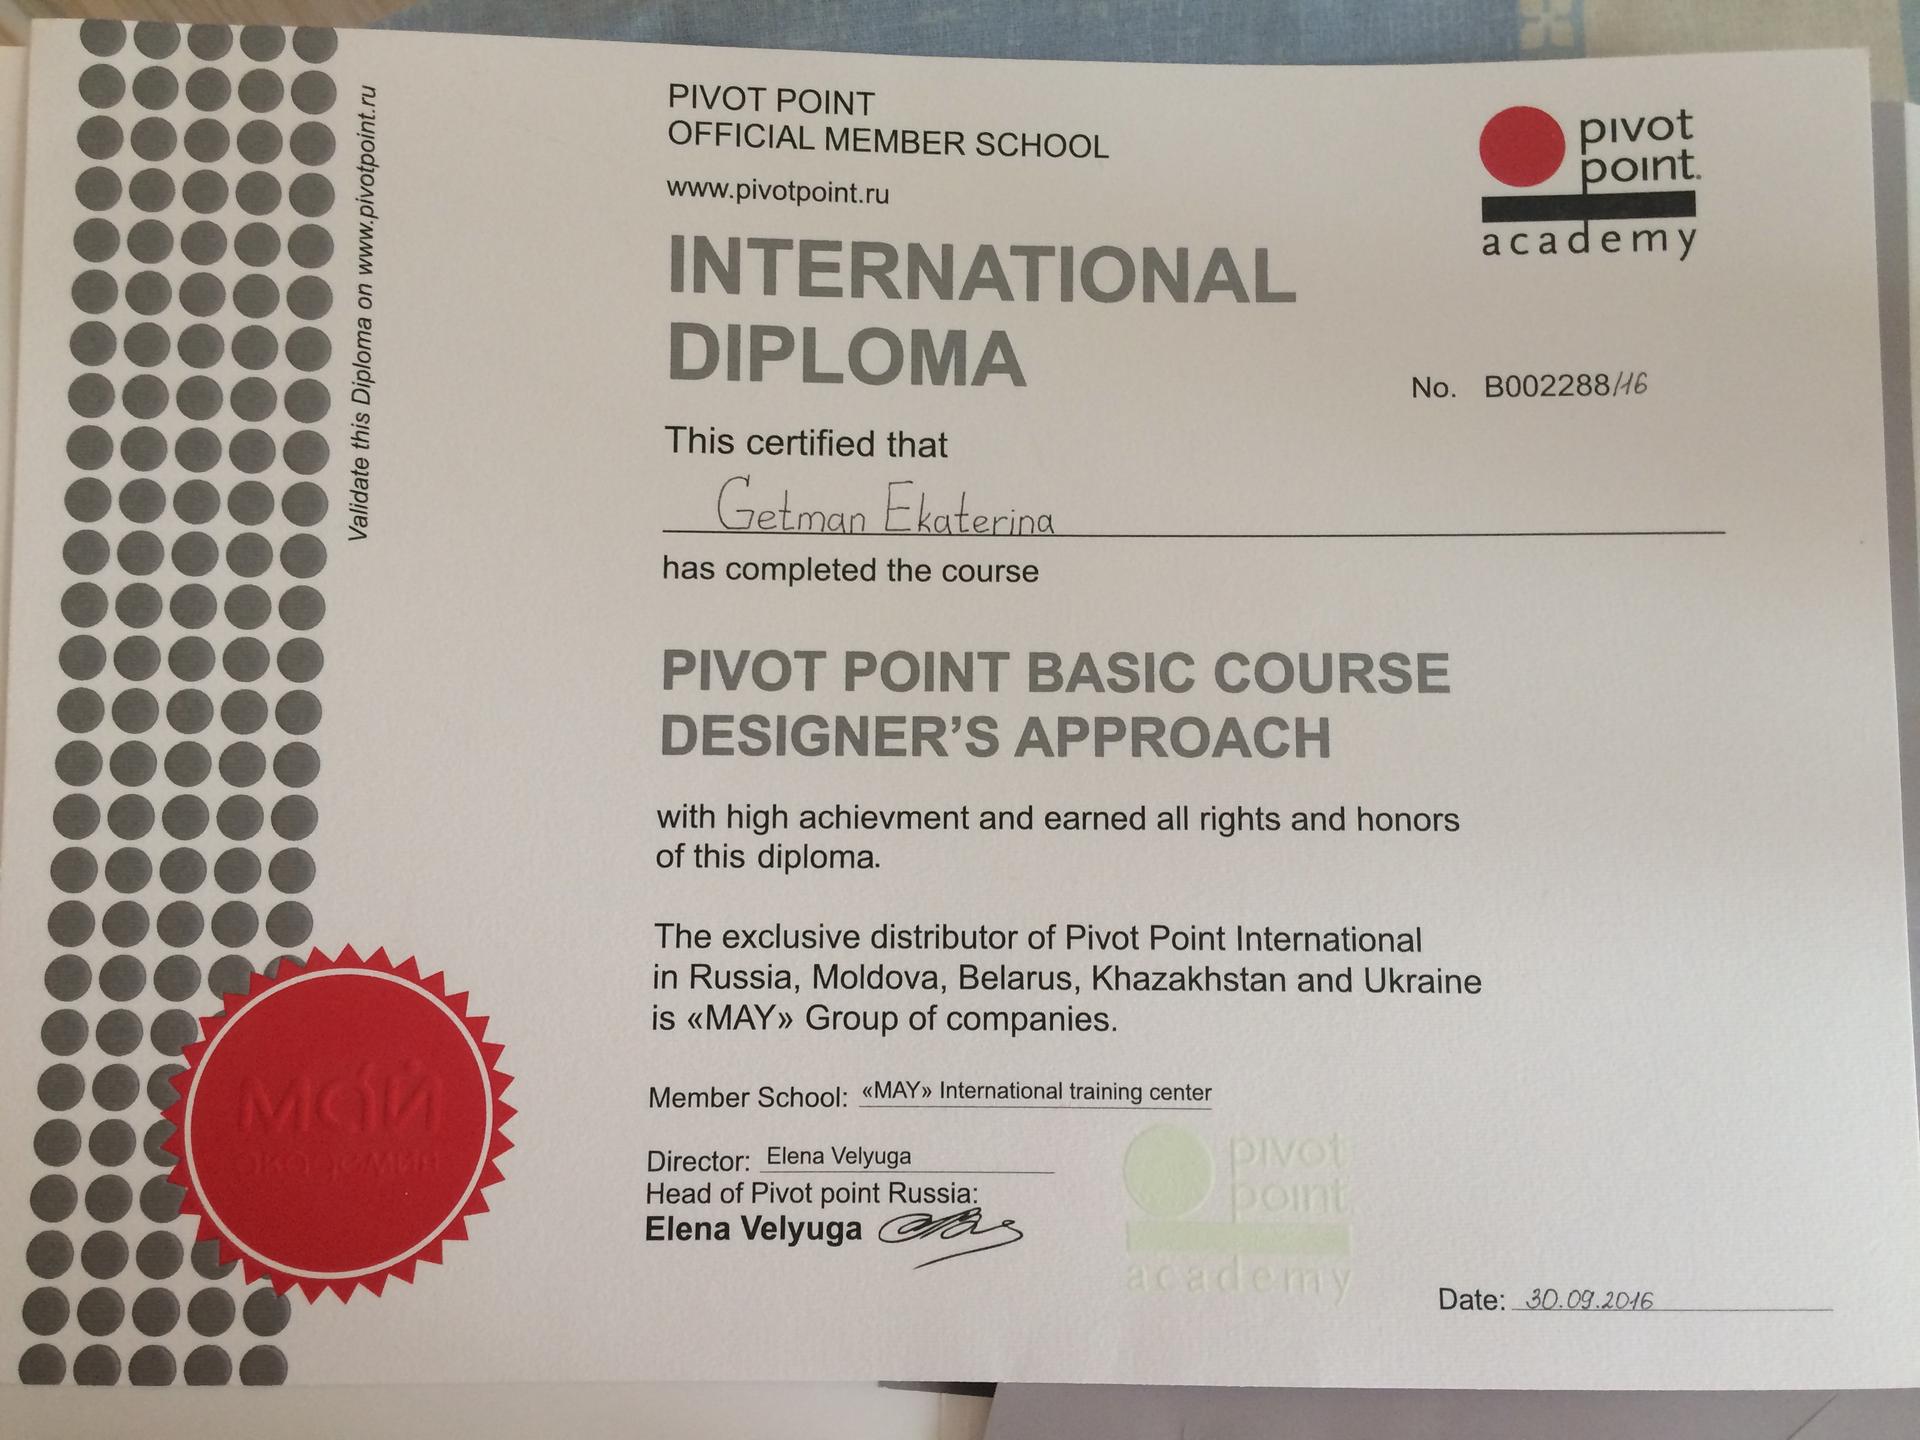 PIVOT POINT
OFFICIAL MEMBER SCHOOL
www.pivotpoint.ru
pivot
point.
academy
Validate this Diploma on www.pivotpoint.ru
INTERNATIONAL
DIPLOMA
No. B002288/16
This certified that
Getman Ekaterina
has completed the course
PIVOT POINT BASIC COURSE
DESIGNER'S APPROACH
with high achievment and earned all rights and honors
of this diploma.
The exclusive distributor of Pivot Point International
in Russia, Moldova, Belarus, Khazakhstan and Ukraine
is «MAY» Group of companies.
Member School: «MAY» International training center
Director: Elena Velyuga
Head of Pivot point Russia:
Elena Velyuga
май
академия
pivot
point
academy
Date: 30.09.2016